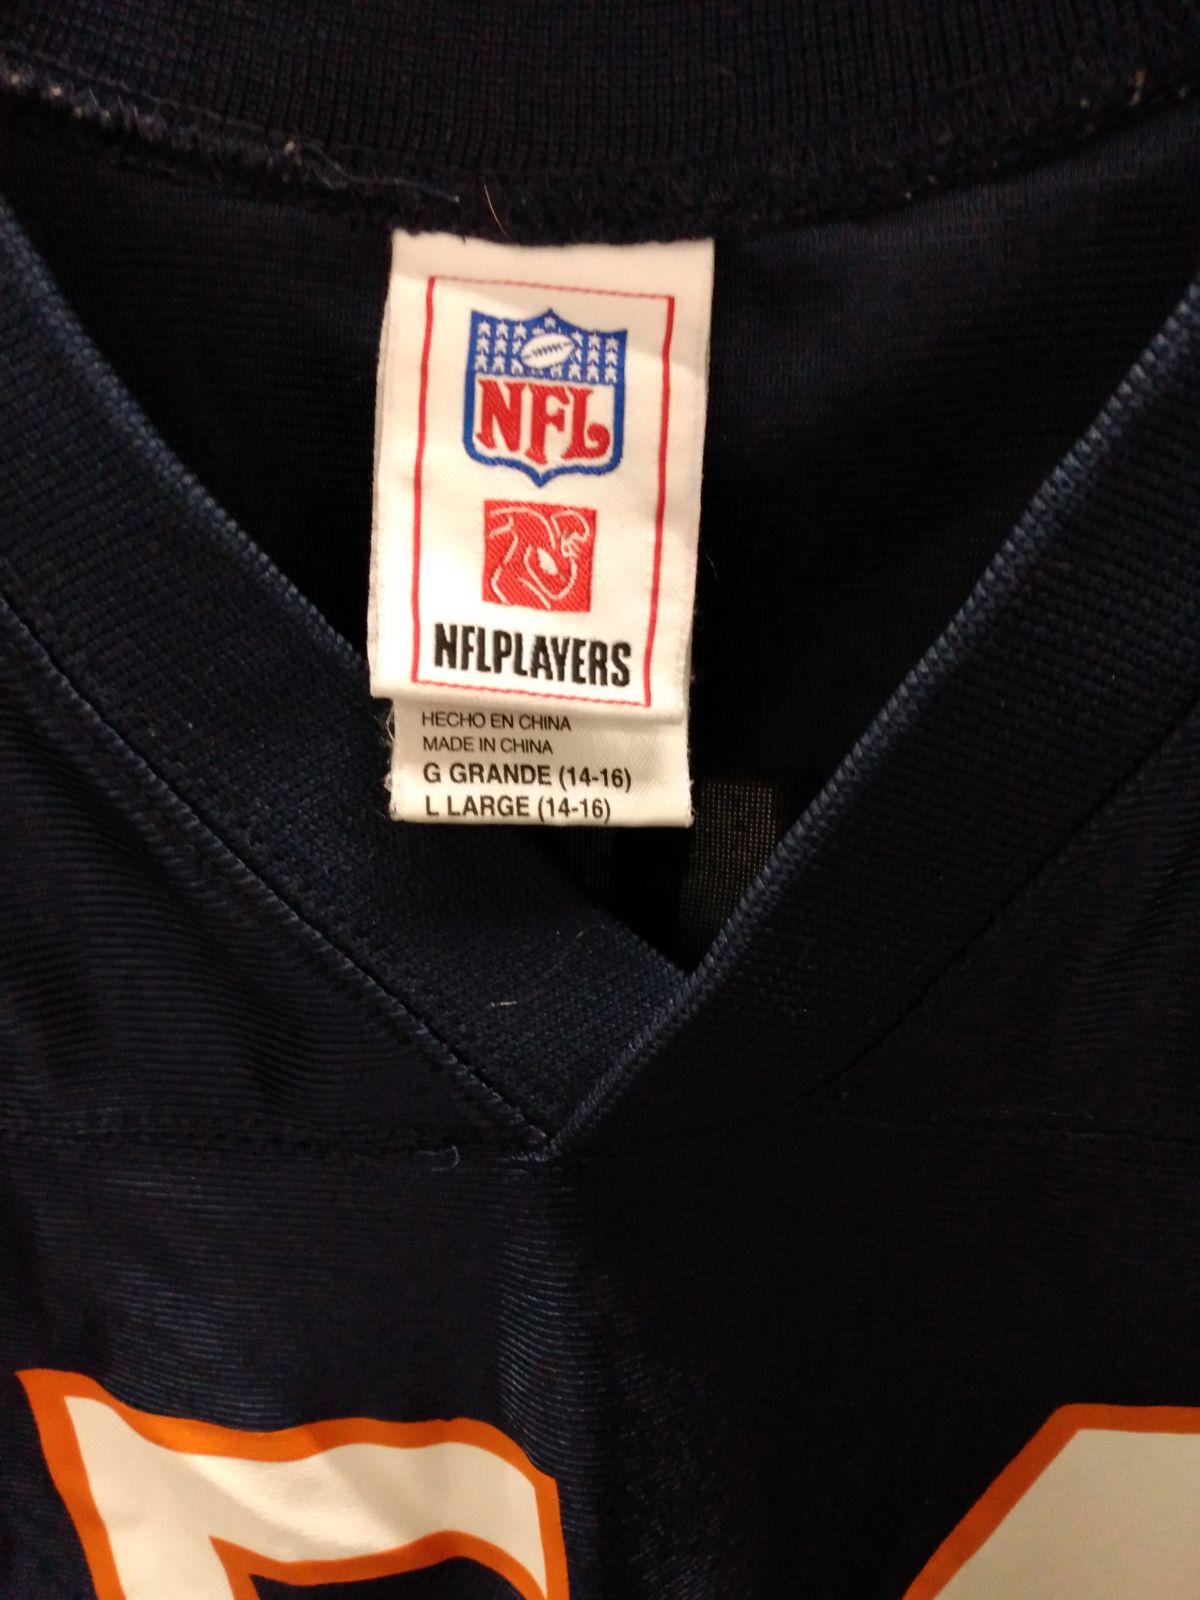 NFL
NFLPLAYERS
HECHO EN CHINA
MADE IN CHINA
G GRANDE (14-16)
L LARGE (14-16)